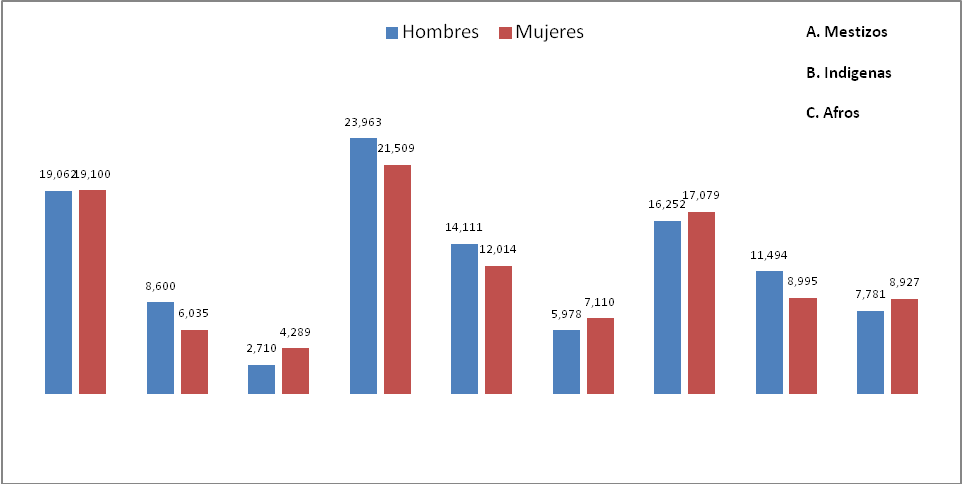 Hombres Mujeres
A. Mestizos
B. Indigenas
C. Afros
19,062 19,100
8,600 6,035
2,710 4,289
23,963 21,509
14,111 12,014
5,978 7,110
16,252 17,079
11,494 8,995
7,781 8,927